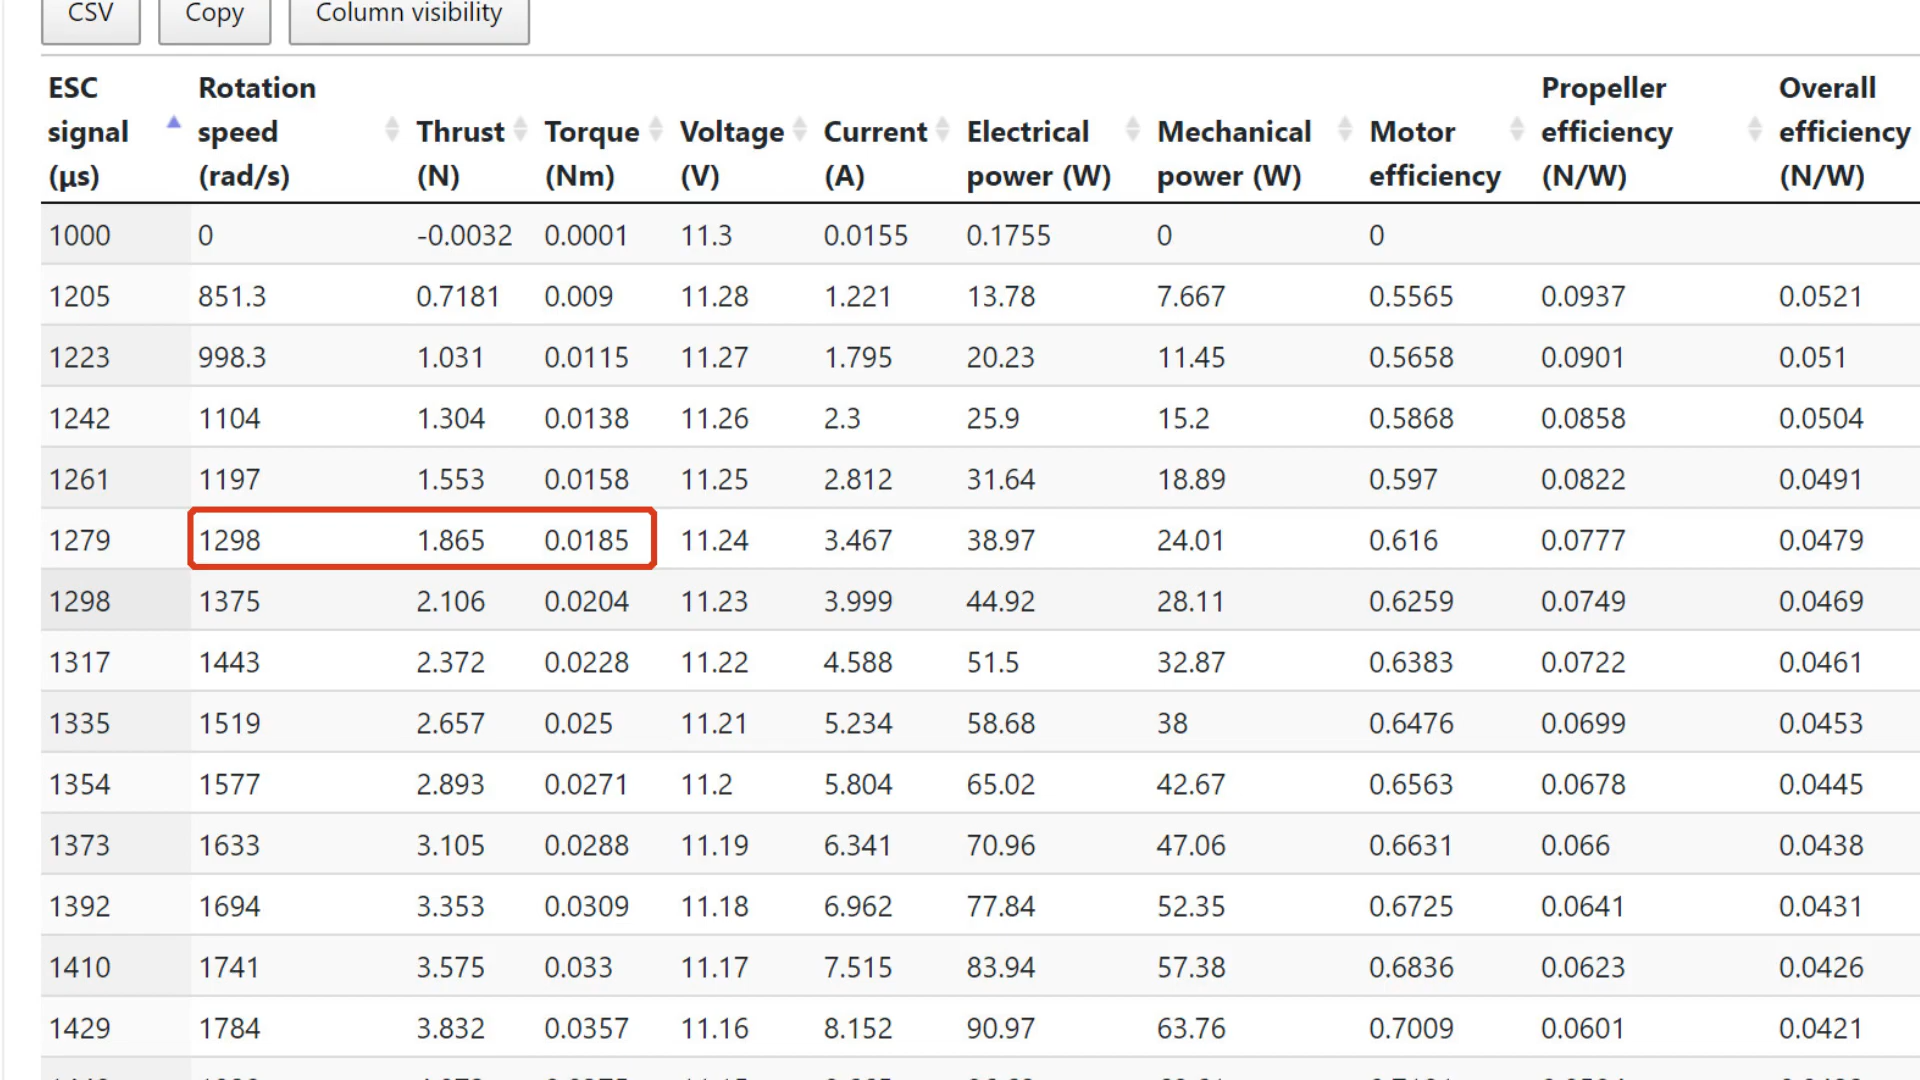 CSV Copy Column visibility
ESC signal (µs) Rotation speed (rad/s) Thrust (N) Torque (Nm) Voltage (V) Current (A) Electrical power (W) Mechanical power (W) Motor efficiency Propeller efficiency (N/W) Overall efficiency (N/W)
1000 0 -0.0032 0.0001 11.3 0.0155 0.1755 0 0
1205 851.3 0.7181 0.009 11.28 1.221 13.78 7.667 0.5565 0.0937 0.0521
1223 998.3 1.031 0.0115 11.27 1.795 20.23 11.45 0.5658 0.0901 0.051
1242 1104 1.304 0.0138 11.26 2.3 25.9 15.2 0.5868 0.0858 0.0504
1261 1197 1.553 0.0158 11.25 2.812 31.64 18.89 0.597 0.0822 0.0491
1279 1298 1.865 0.0185 11.24 3.467 38.97 24.01 0.616 0.0777 0.0479
1298 1375 2.106 0.0204 11.23 3.999 44.92 28.11 0.6259 0.0749 0.0469
1317 1443 2.372 0.0228 11.22 4.588 51.5 32.87 0.6383 0.0722 0.0461
1335 1519 2.657 0.025 11.21 5.234 58.68 38 0.6476 0.0699 0.0453
1354 1577 2.893 0.0271 11.2 5.804 65.02 42.67 0.6563 0.0678 0.0445
1373 1633 3.105 0.0288 11.19 6.341 70.96 47.06 0.6631 0.066 0.0438
1392 1694 3.353 0.0309 11.18 6.962 77.84 52.35 0.6725 0.0641 0.0431
1410 1741 3.575 0.033 11.17 7.515 83.94 57.38 0.6836 0.0623 0.0426
1429 1784 3.832 0.0357 11.16 8.152 90.97 63.76 0.7009 0.0601 0.0421